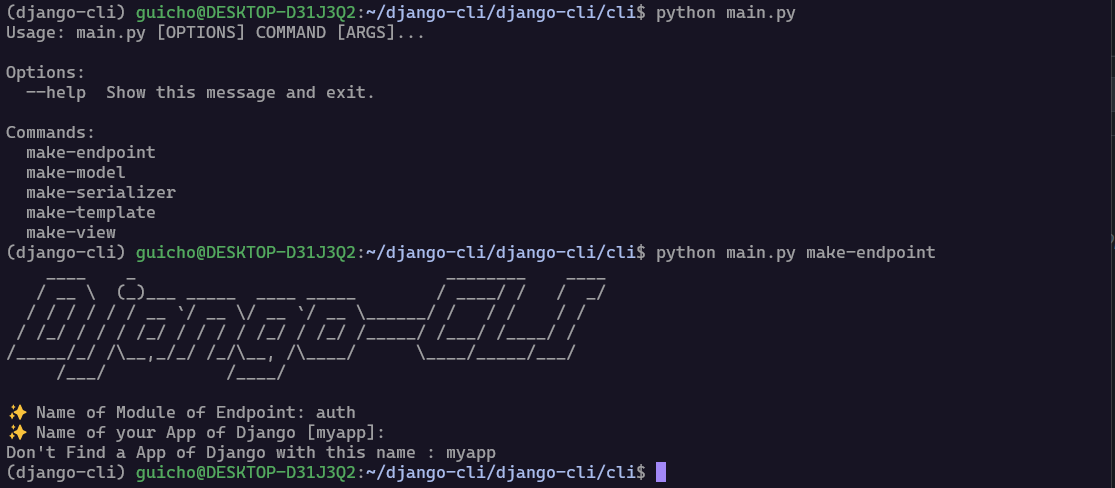 (django-cli) guicho@DESKTOP-D31J3Q2:~/django-cli/django-cli/cli$ python main.py
Usage: main.py [OPTIONS] COMMAND [ARGS]...
Options:
  --help  Show this message and exit.
Commands:
  make-endpoint
  make-model
  make-serializer
  make-template
  make-view
(django-cli) guicho@DESKTOP-D31J3Q2:~/django-cli/django-cli/cli$ python main.py make-endpoint
Django-CLI
✨ Name of Module of Endpoint: auth
✨ Name of your App of Django [myapp]:
Don't Find a App of Django with this name : myapp
(django-cli) guicho@DESKTOP-D31J3Q2:~/django-cli/django-cli/cli$